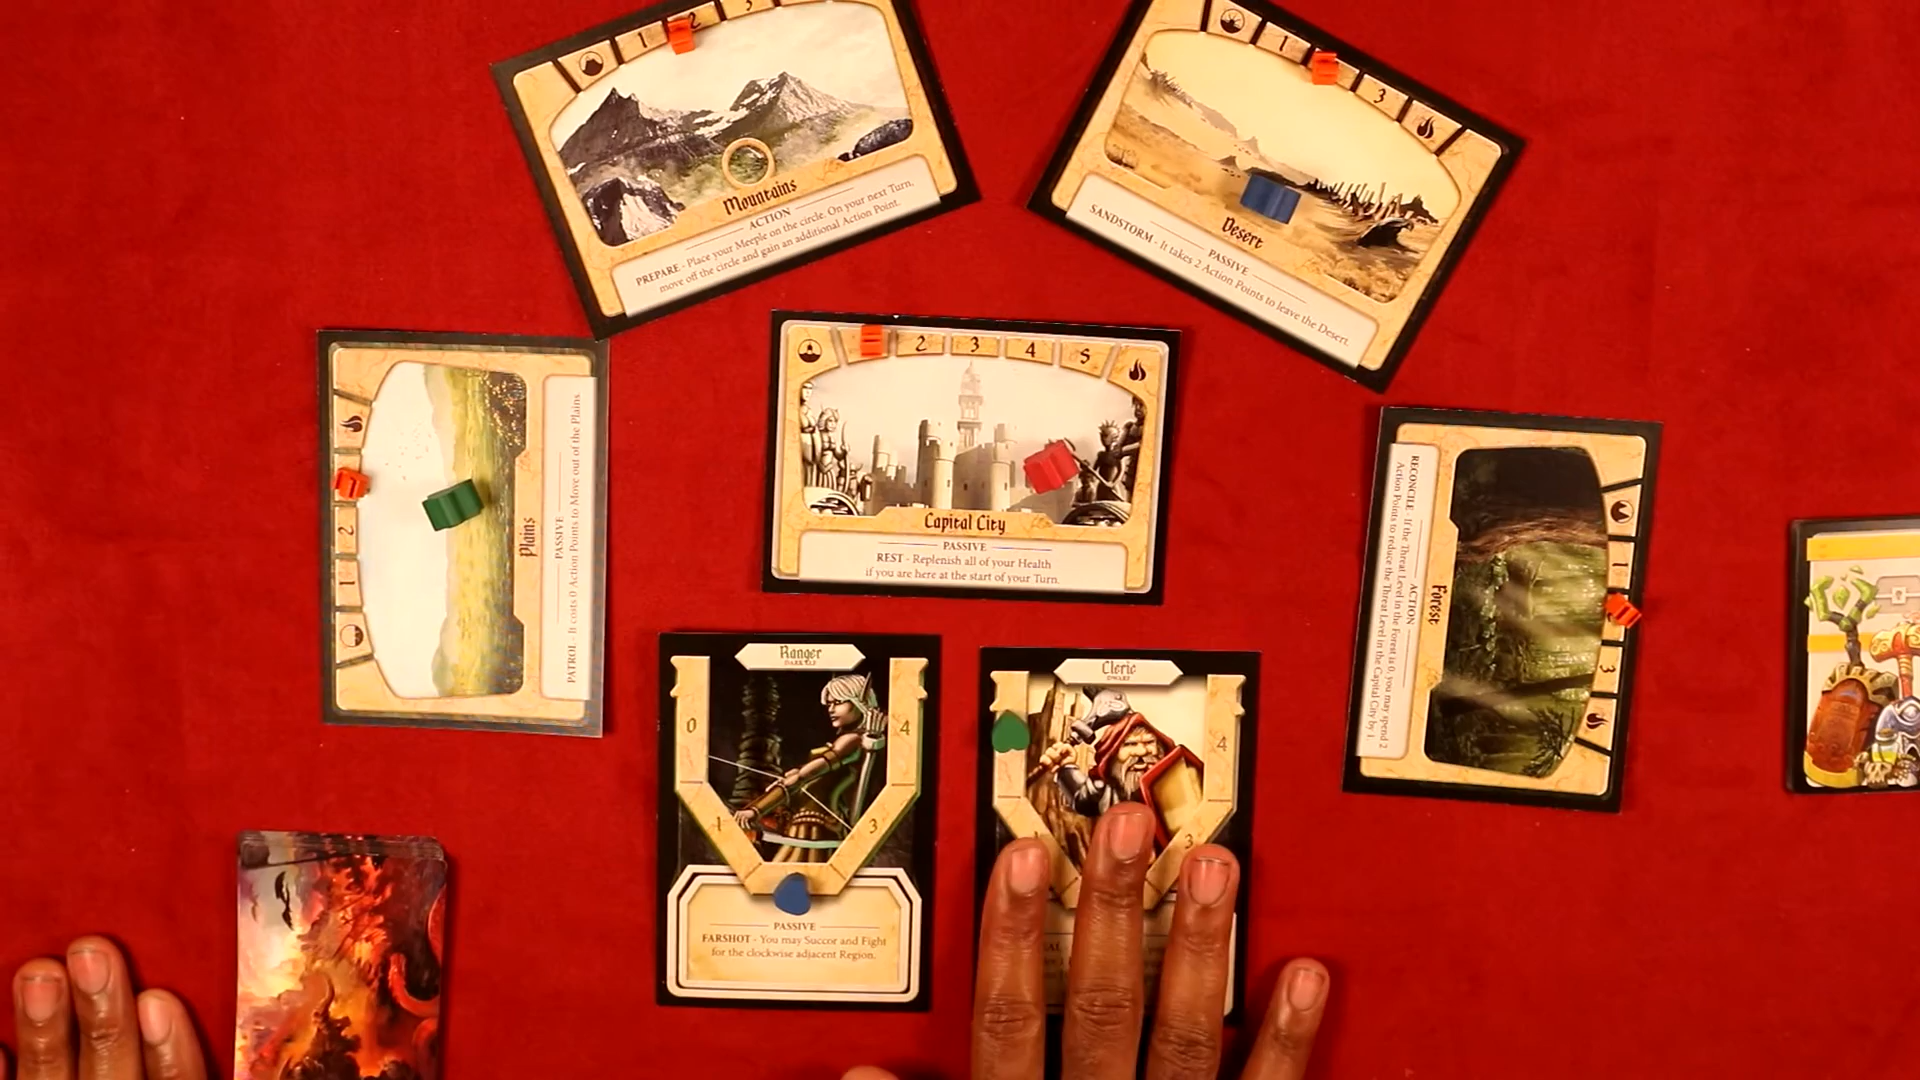 1 2 3
Mountains
ACTION
PREPARE - Place your Meeple on the circle. On your next Turn,
move off the circle and gain an additional Action Point.
1 3
Desert
PASSIVE
SANDSTORM - It takes 2 Action Points to leave the Desert.
2 1
Plains
PASSIVE
PATROL - It costs 0 Action Points to Move out of the Plains
2 3 4 5
Capital City
PASSIVE
REST - Replenish all of your Health
if you are here at the start of your Turn.
1 3
Forest
ACTION
RECONCILE - If the Threat Level in the Forest is 0, you may spend 2
Action Points to reduce the Threat Level in the Capital City by 1.
Ranger
DARK ELF
0 4
1 3
PASSIVE
FARSHOT - You may Succor and Fight
for the clockwise adjacent Region.
Cleric
DWARF
4
3